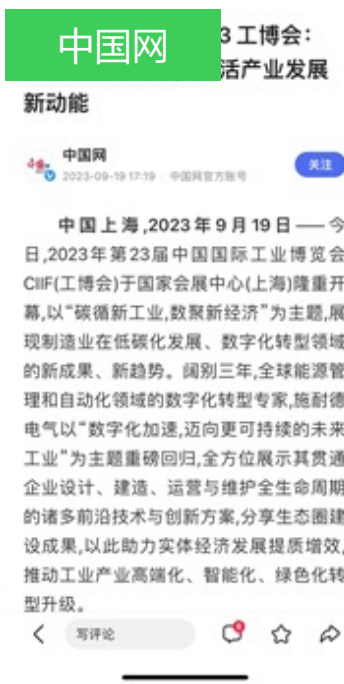 中国网
3工博会：
活产业发展
新动能
中国网
关注
2023-09-19 17:19 中国网官方账号
中国上海,2023年9月19日——今
日,2023年第23届中国国际工业博览会
CIIF(工博会)于国家会展中心(上海)隆重开
幕,以“碳循新工业,数聚新经济”为主题,展
现制造业在低碳化发展、数字化转型领域
的新成果、新趋势。阔别三年,全球能源管
理和自动化领域的数字化转型专家,施耐德
电气以“数字化加速,迈向更可持续的未来
工业”为主题重磅回归,全方位展示其贯通
企业设计、建造、运营与维护全生命周期
的诸多前沿技术与创新方案,分享生态圈建
设成果,以此助力实体经济发展提质增效,
推动工业产业高端化、智能化、绿色化转
型升级。
写评论